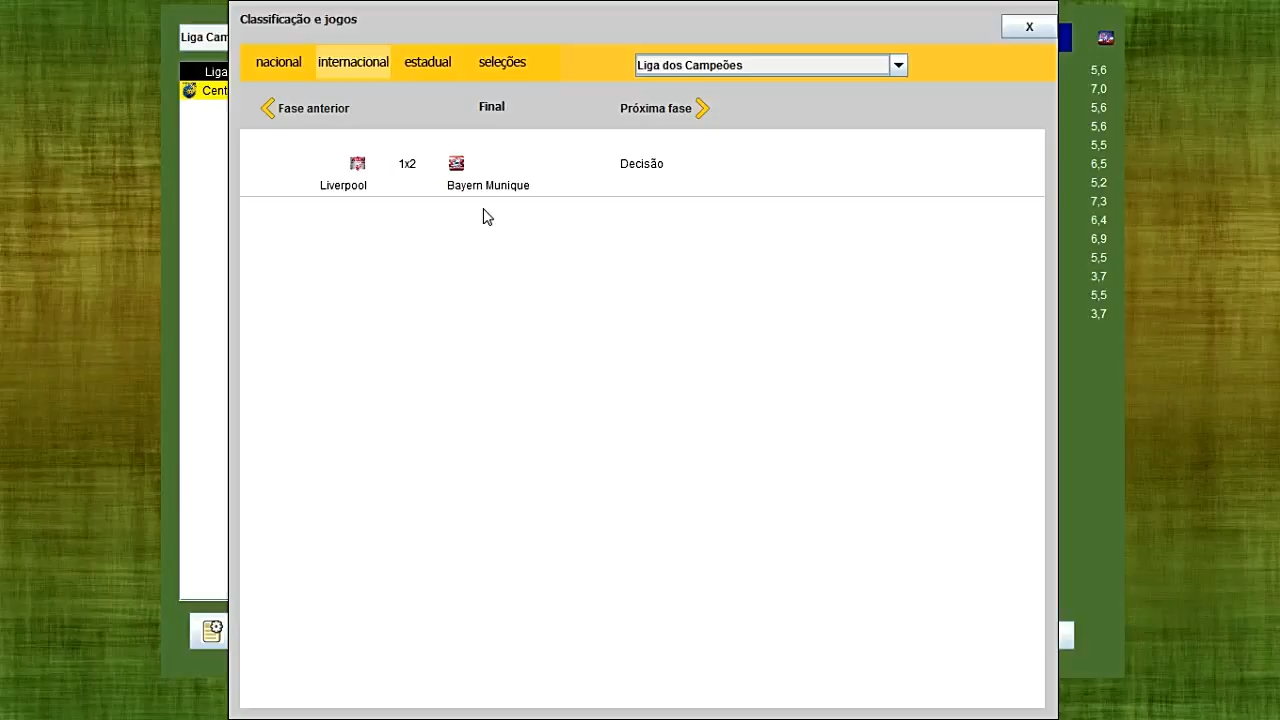 Classificação e jogos
X
Liga Cam
nacional internacional estadual seleções Liga dos Campeões
Liga
Cent
Fase anterior Final Próxima fase
1x2 Decisão
Liverpool Bayern Munique
5,6
7,0
5,6
5,6
5,5
6,5
5,2
7,3
6,4
6,9
5,5
3,7
5,5
3,7